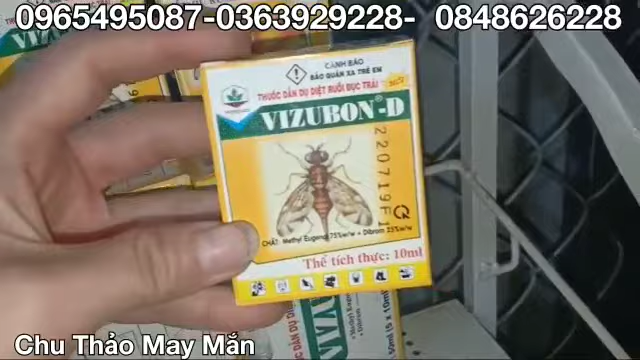 0965495087-0363929228- 0848626228
CẢNH BÁO
BẢO QUẢN XA TRẺ EM
THUỐC DẪN DỤ DIỆT RUỒI ĐỤC TRÁI
VIZUBON®-D
220719F1
CHẤT: Methyl Eugenol 75%w/w + Dibrom 25%w/w
Thể tích thực: 10ml
Chu Thảo May Mắn